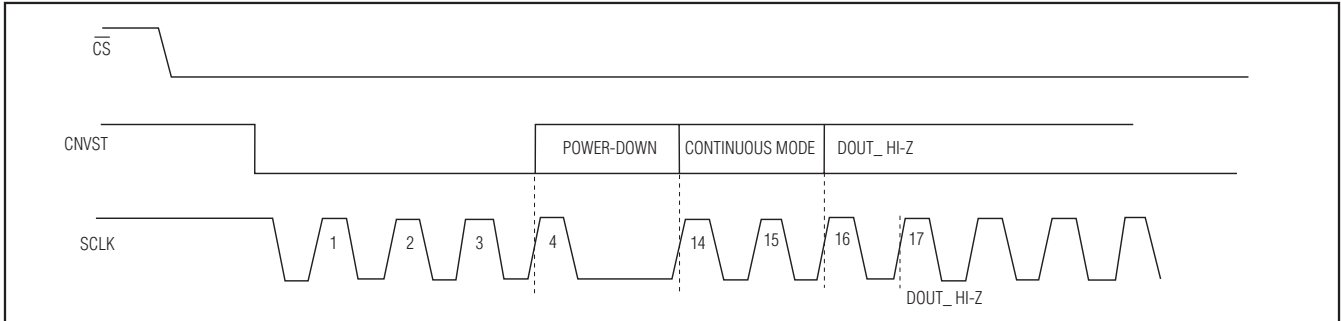 CS
CNVST
POWER-DOWN CONTINUOUS MODE DOUT_ HI-Z
SCLK
1 2 3 4 14 15 16 17
DOUT_ HI-Z